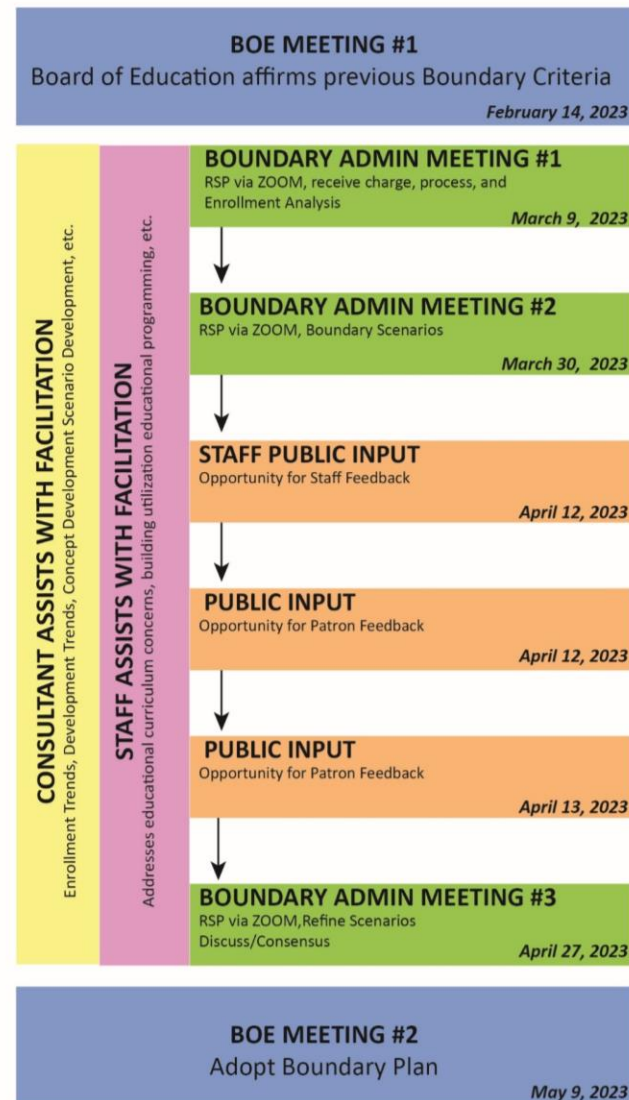 BOE MEETING #1
Board of Education affirms previous Boundary Criteria
February 14, 2023
CONSULTANT ASSISTS WITH FACILITATION
Enrollment Trends, Development Trends, Concept Development Scenario Development, etc.
STAFF ASSISTS WITH FACILITATION
Addresses educational curriculum concerns, building utilization educational programming, etc.
BOUNDARY ADMIN MEETING #1
RSP via ZOOM, receive charge, process, and
Enrollment Analysis
March 9, 2023
BOUNDARY ADMIN MEETING #2
RSP via ZOOM, Boundary Scenarios
March 30, 2023
STAFF PUBLIC INPUT
Opportunity for Staff Feedback
April 12, 2023
PUBLIC INPUT
Opportunity for Patron Feedback
April 12, 2023
PUBLIC INPUT
Opportunity for Patron Feedback
April 13, 2023
BOUNDARY ADMIN MEETING #3
RSP via ZOOM,Refine Scenarios
Discuss/Consensus
April 27, 2023
BOE MEETING #2
Adopt Boundary Plan
May 9, 2023